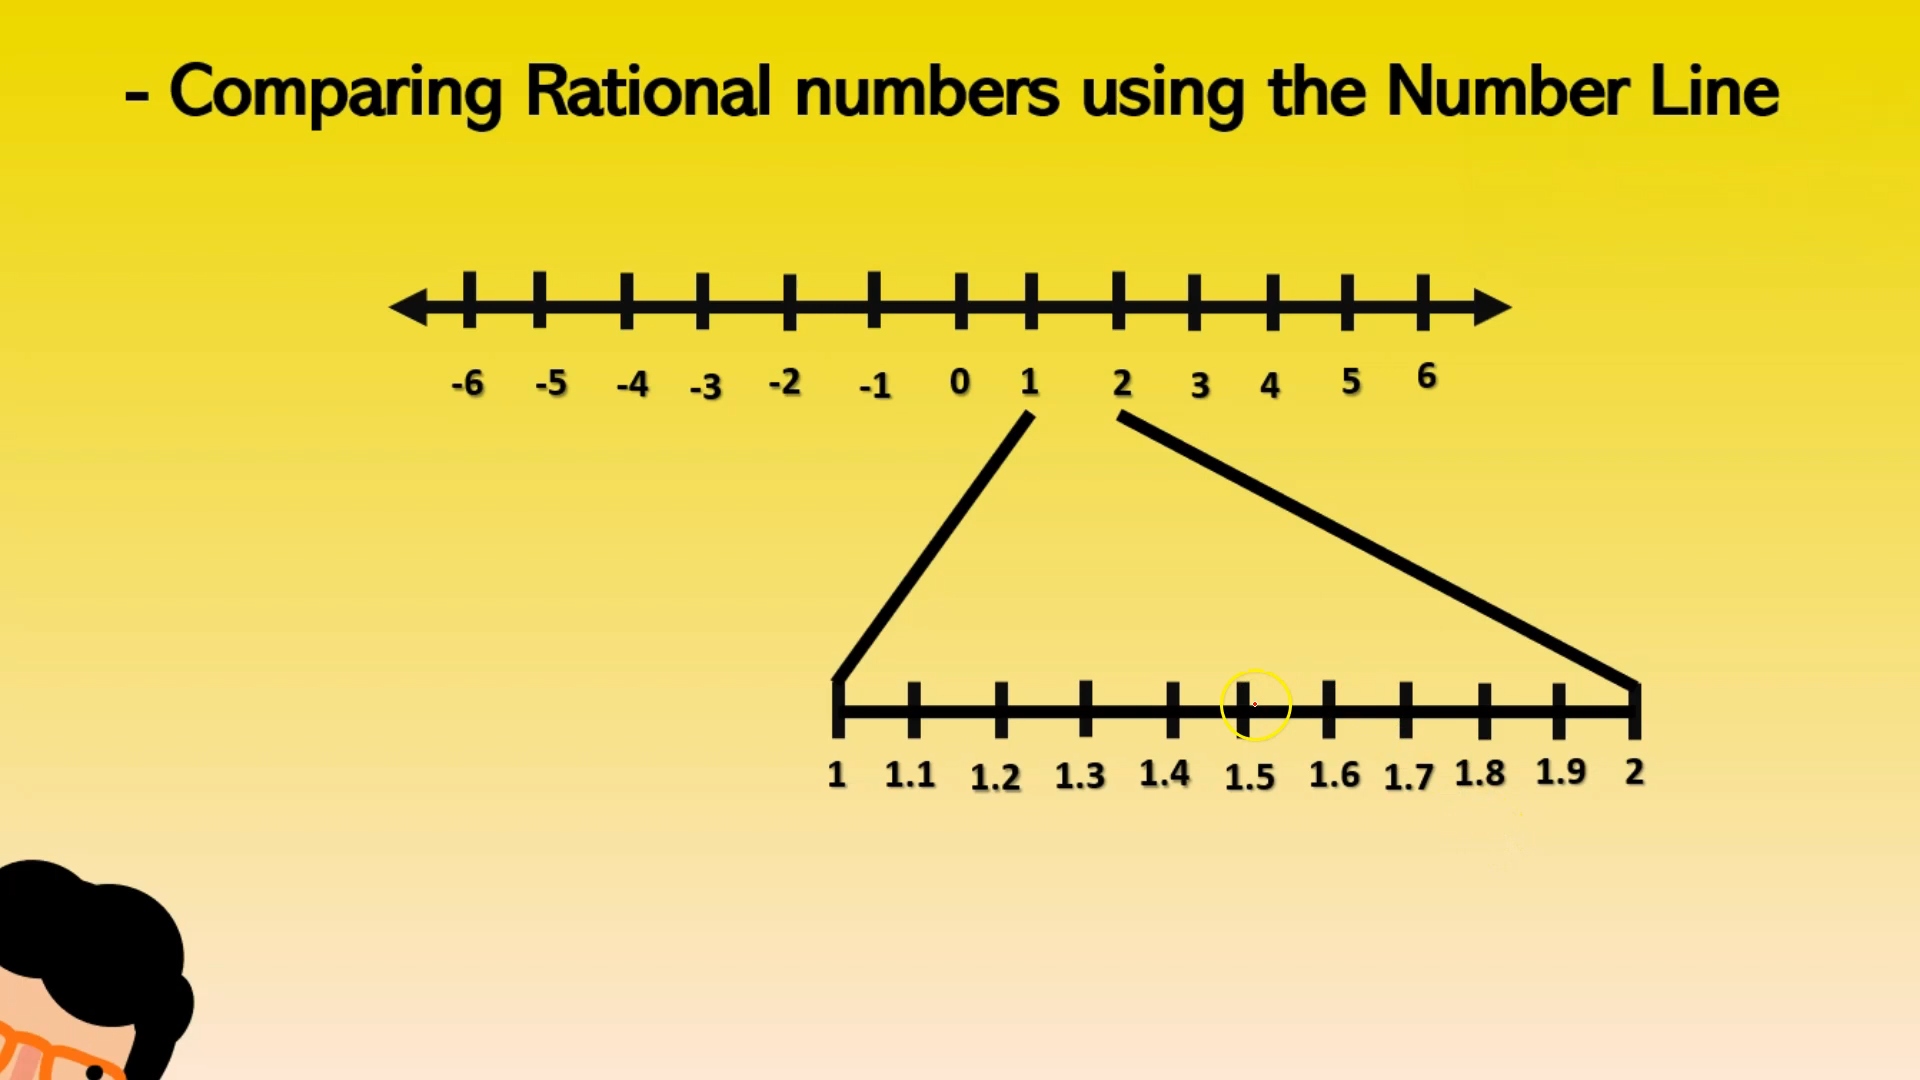 - Comparing Rational numbers using the Number Line
-6 -5 -4 -3 -2 -1 0 1 2 3 4 5 6
1 1.1 1.2 1.3 1.4 1.5 1.6 1.7 1.8 1.9 2